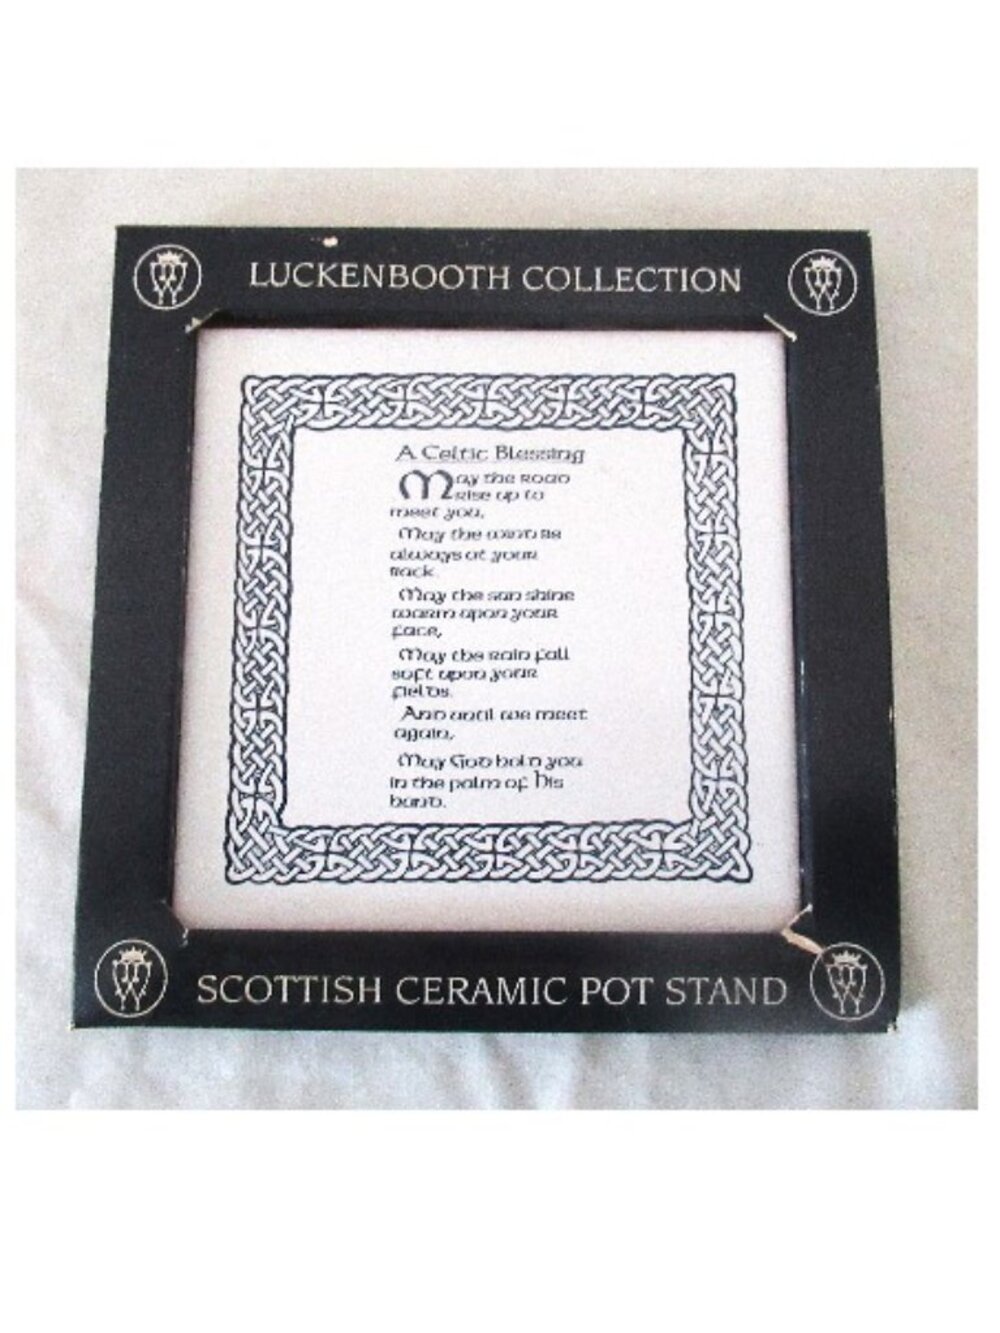 LUCKENBOOTH COLLECTION
A Celtic Blessing
May the road
rise up to
meet you,
May the wind be
always at your
back.
May the sun shine
warm upon your
face,
May the rain fall
soft upon your
fields.
And until we meet
again,
May God hold you
in the palm of his
hand.
SCOTTISH CERAMIC POT STAND